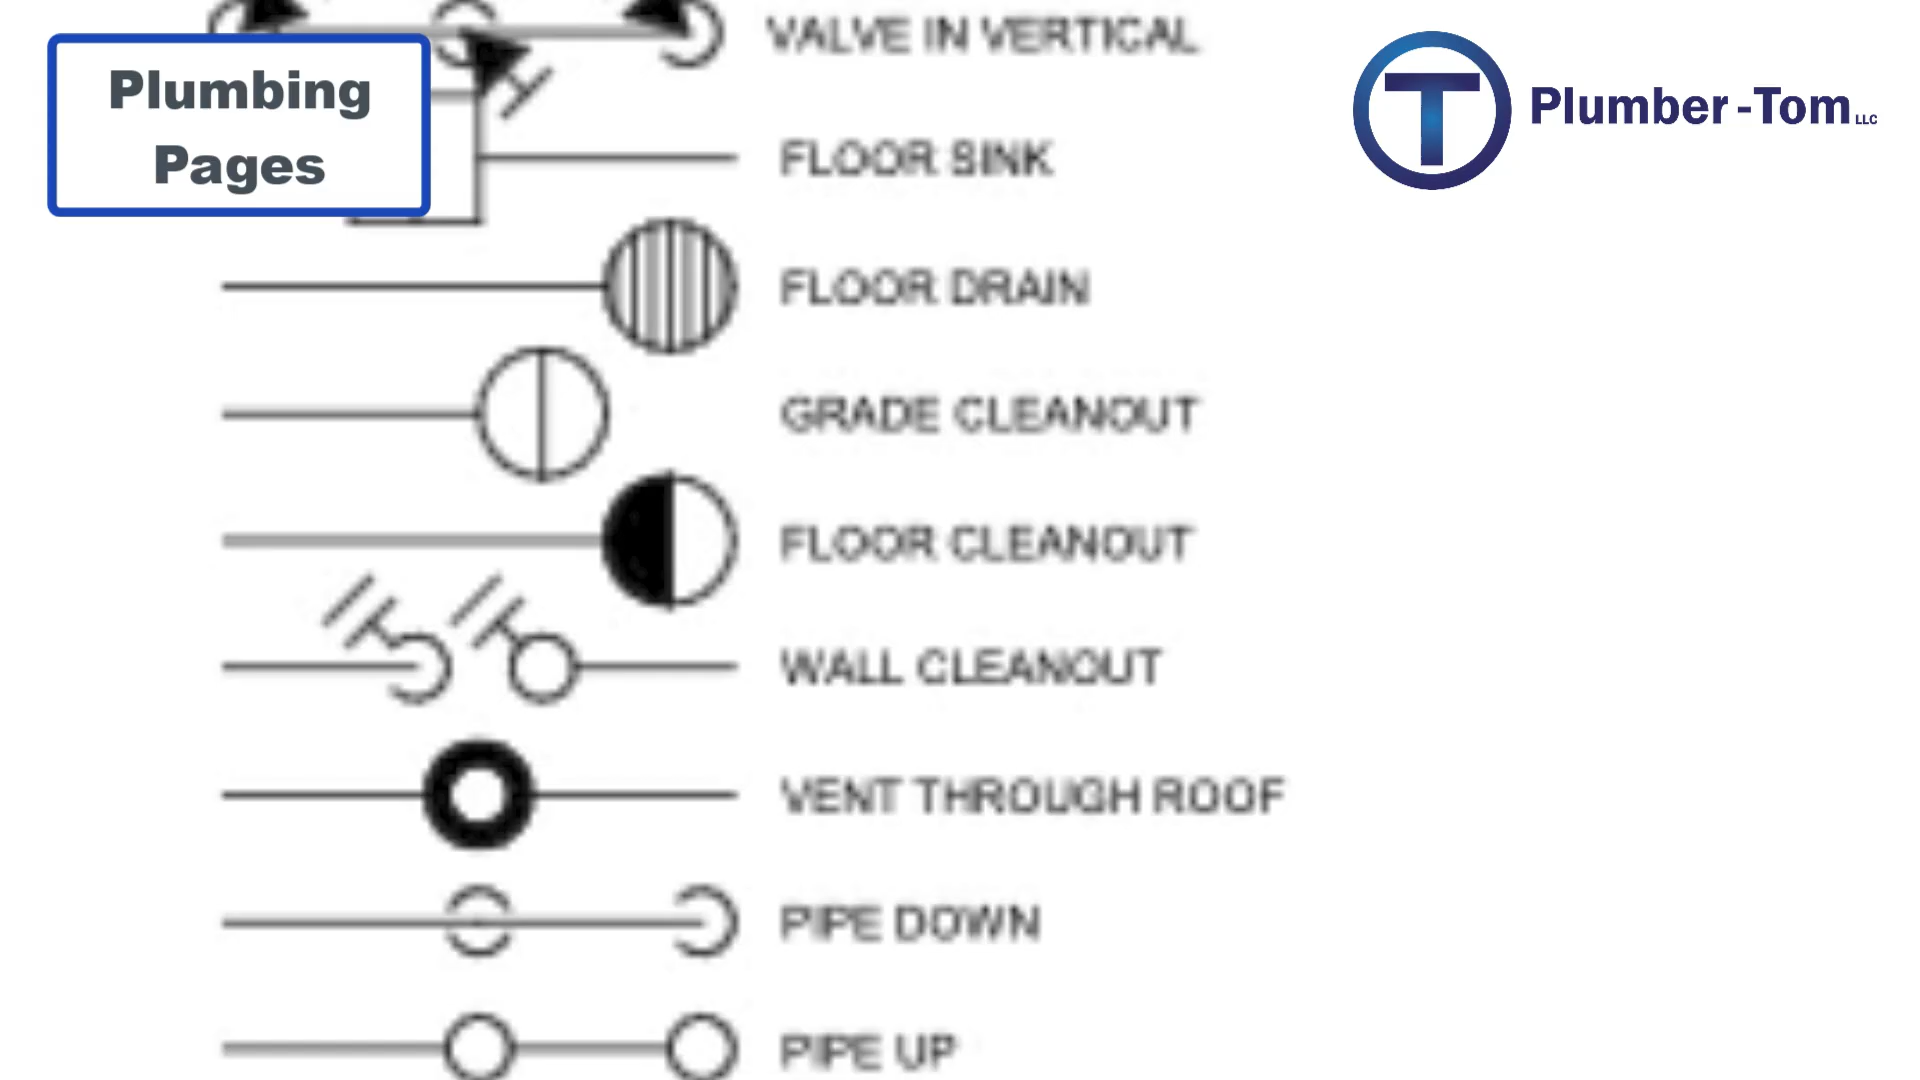 VALVE IN VERTICAL
Plumbing
Pages
T
Plumber-Tom LLC
FLOOR SINK
FLOOR DRAIN
GRADE CLEANOUT
FLOOR CLEANOUT
WALL CLEANOUT
VENT THROUGH ROOF
PIPE DOWN
PIPE UP